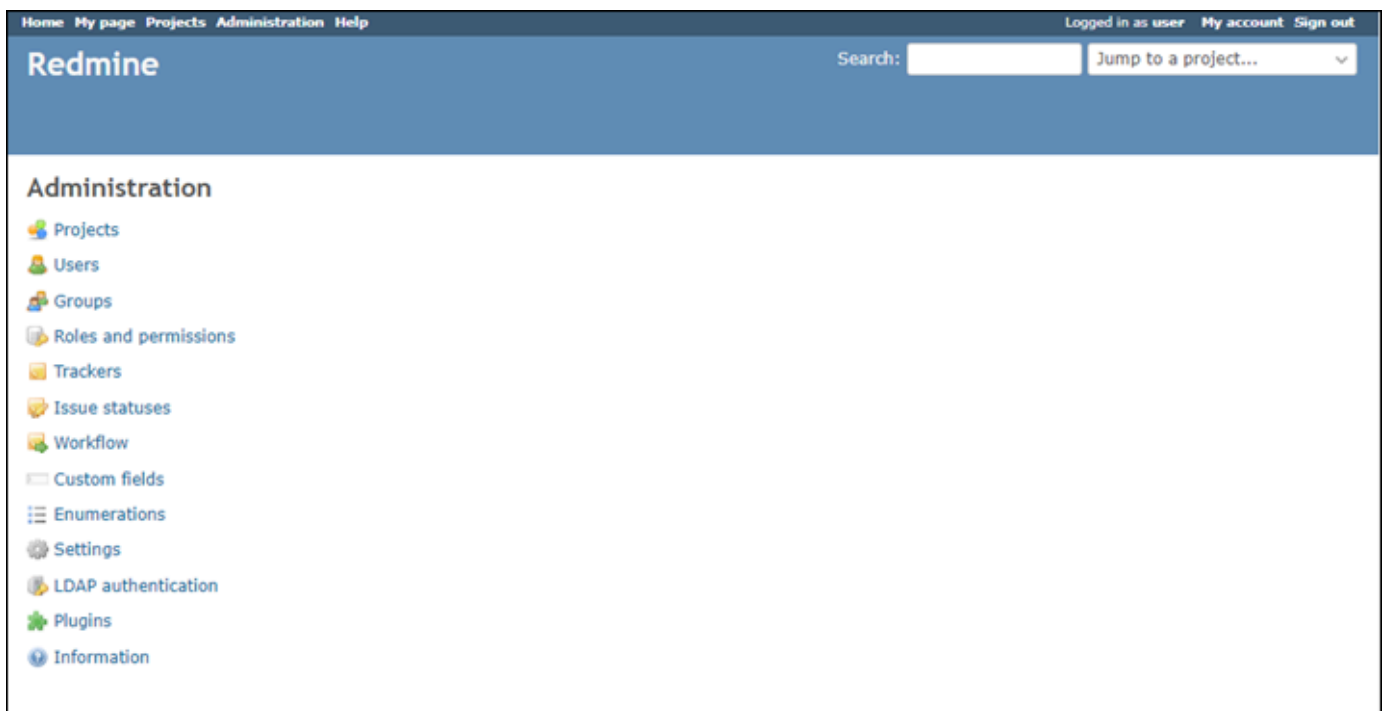 Home My page Projects Administration Help Logged in as user My account Sign out
Redmine Search: Jump to a project...
Administration
Projects
Users
Groups
Roles and permissions
Trackers
Issue statuses
Workflow
Custom fields
Enumerations
Settings
LDAP authentication
Plugins
Information